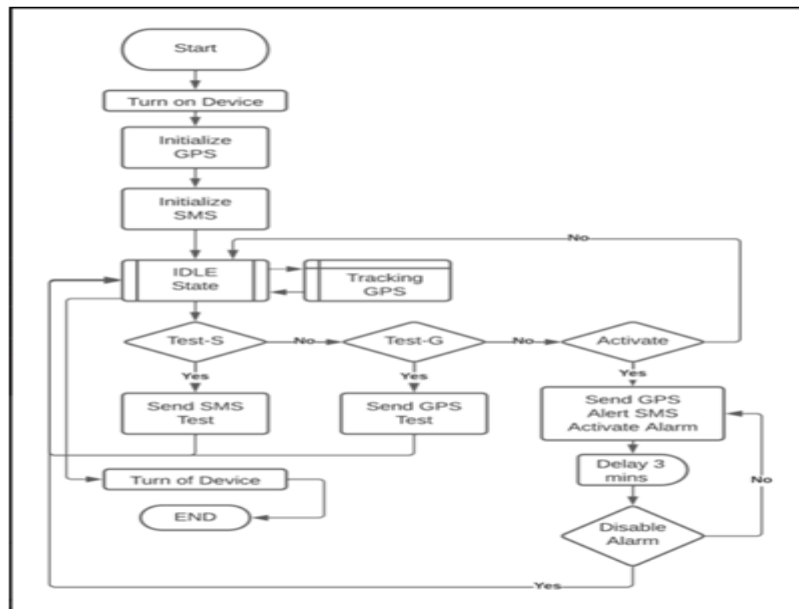 Start
Turn on Device
Initialize
GPS
Initialize
SMS
No
IDLE
State
Tracking
GPS
Test-S
No
Test-G
No
Activate
Yes
Yes
Yes
Send SMS
Test
Send GPS
Test
Send GPS
Alert SMS
Activate Alarm
Delay 3
mins
No
Turn of Device
END
Disable
Alarm
Yes